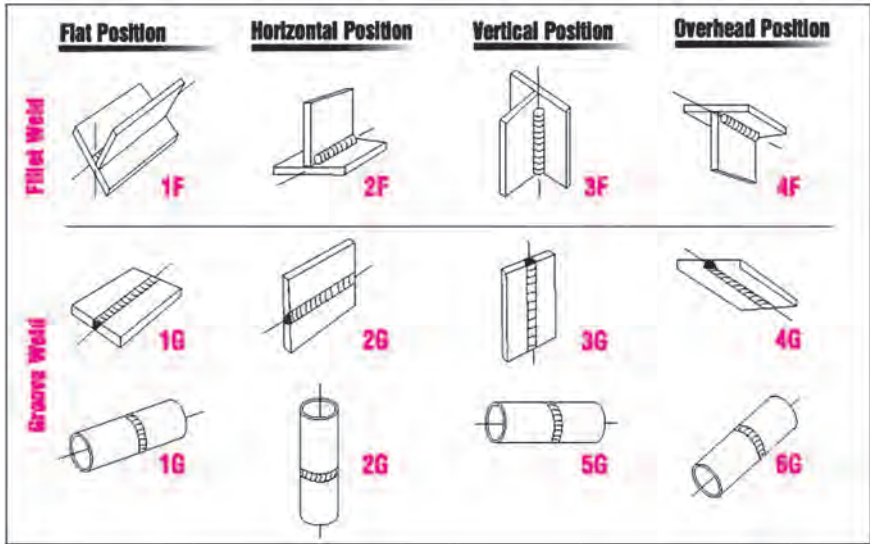 Flat Position Horizontal Position Vertical Position Overhead Position
Fillet Weld
1F 2F 3F 4F
Groove Weld
1G 2G 3G 4G
1G 2G 5G 6G